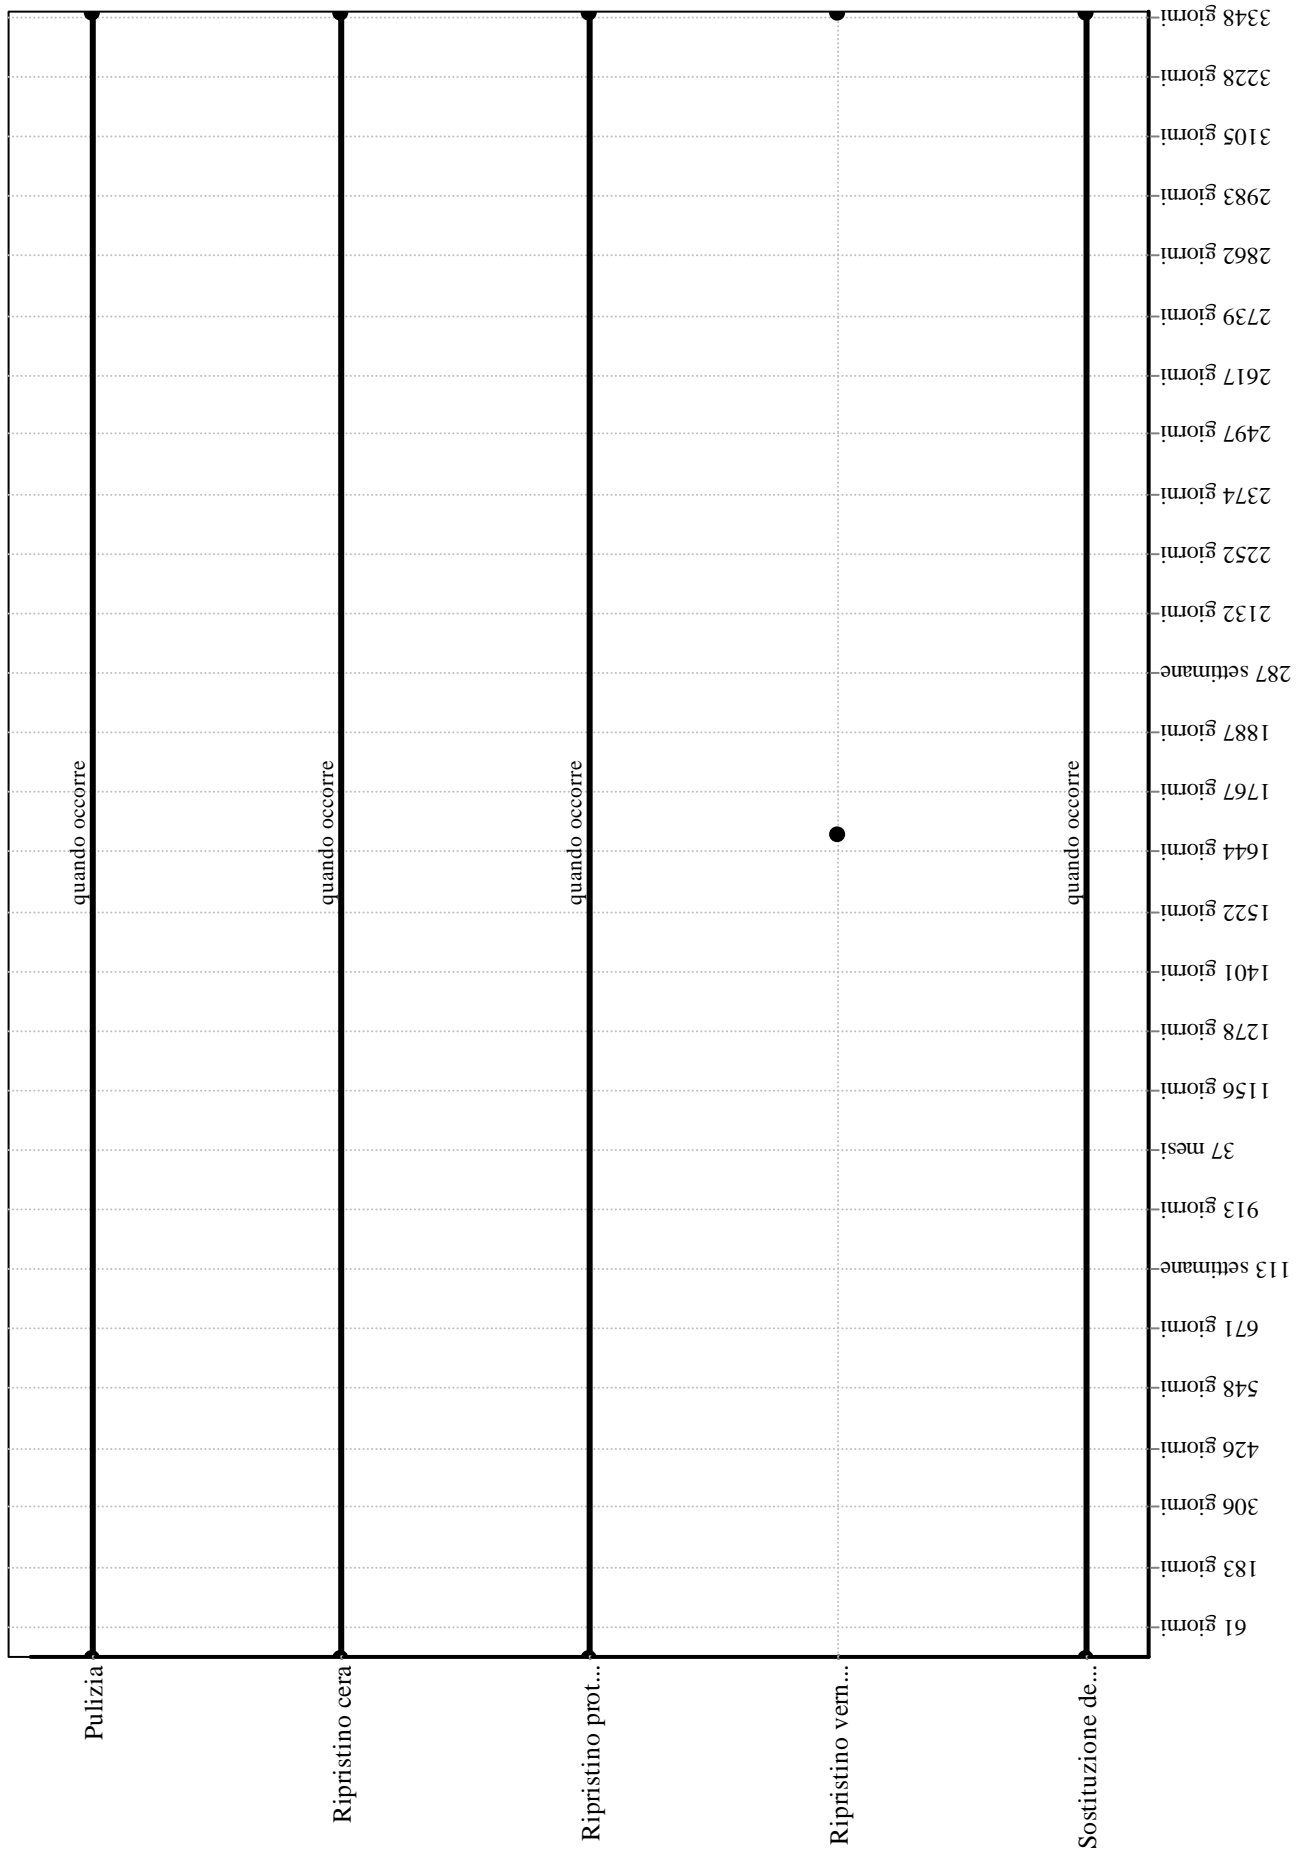 Pulizia
quando occorre
Ripristino cera
quando occorre
Ripristino prot...
quando occorre
Ripristino vern...
Sostituzione de...
quando occorre
61 giorni
183 giorni
306 giorni
426 giorni
548 giorni
671 giorni
113 settimane
913 giorni
37 mesi
1156 giorni
1278 giorni
1401 giorni
1522 giorni
1644 giorni
1767 giorni
1887 giorni
287 settimane
2132 giorni
2252 giorni
2374 giorni
2497 giorni
2617 giorni
2739 giorni
2862 giorni
2983 giorni
3105 giorni
3228 giorni
3348 giorni